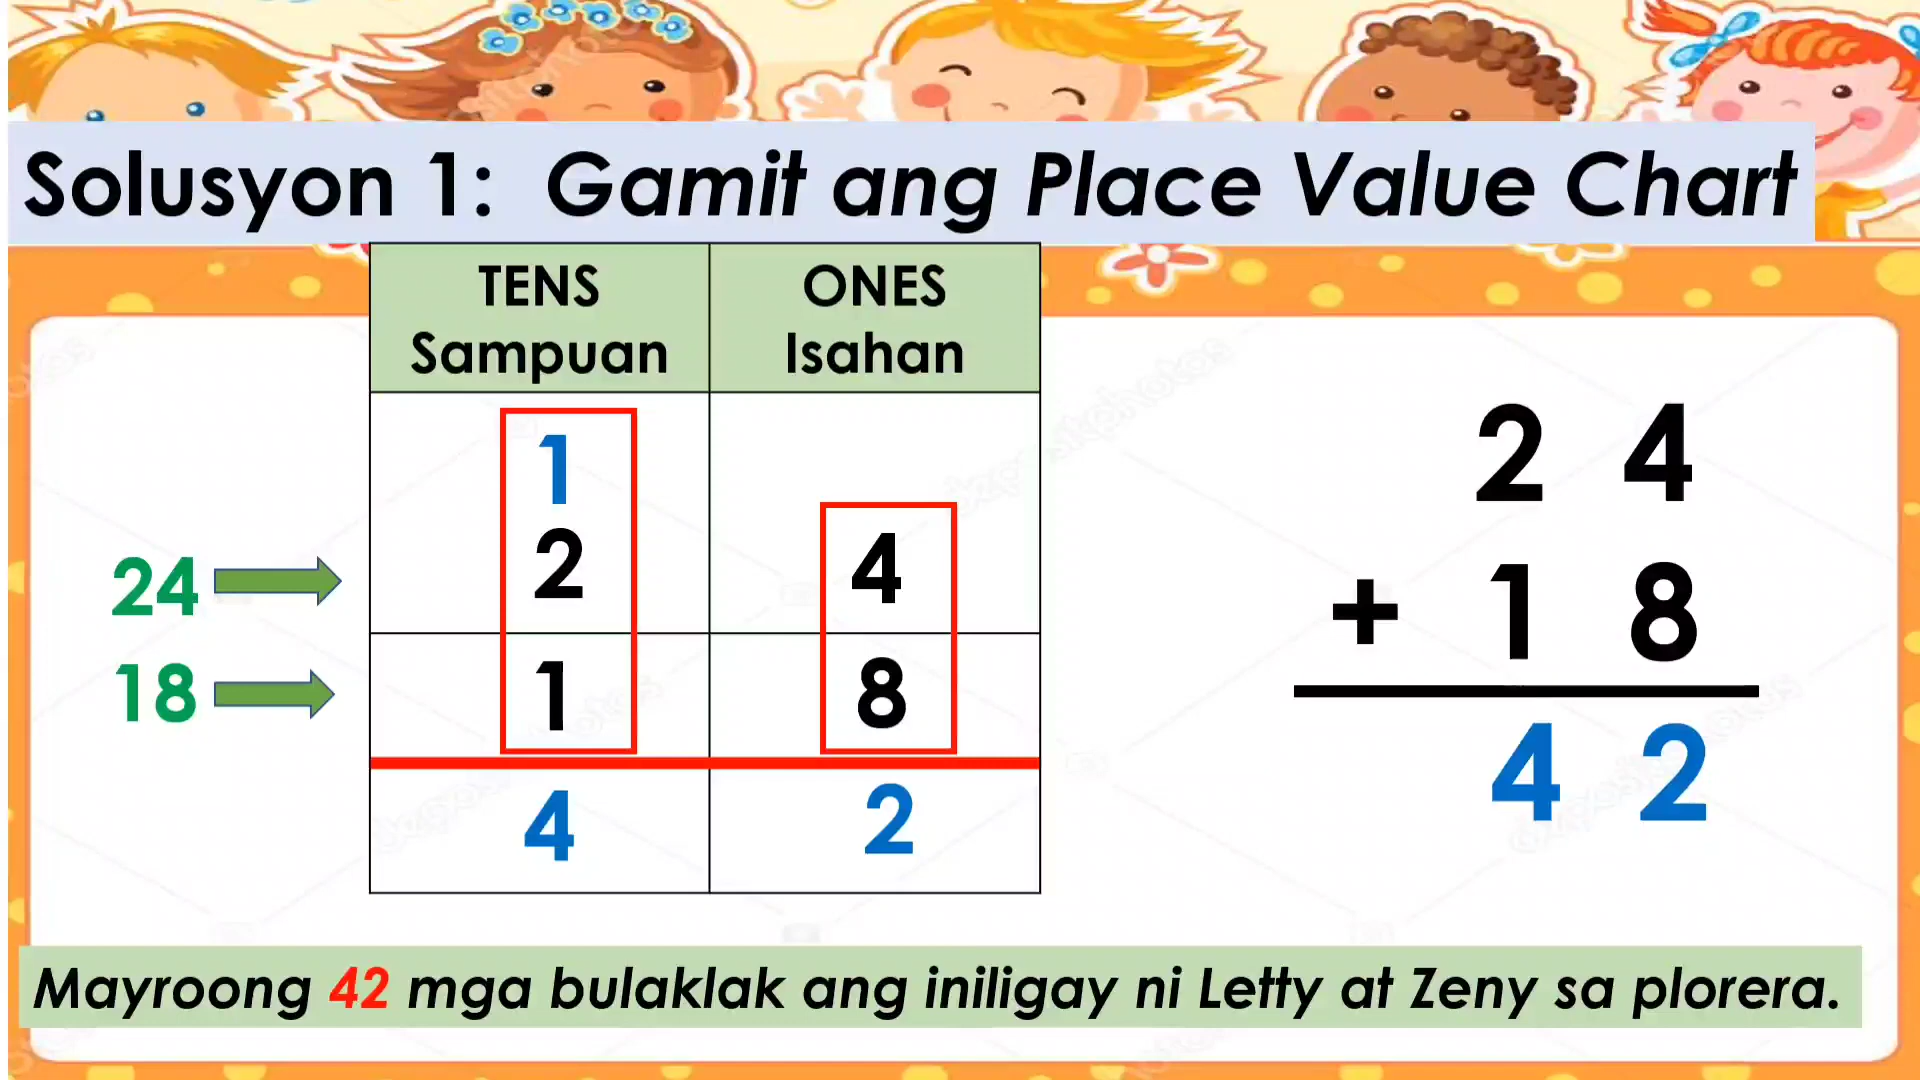 Solusyon 1: Gamit ang Place Value Chart
TENS ONES
Sampuan Isahan
1
24 2 4
18 1 8
4 2
2 4
+ 1 8
4 2
Mayroong 42 mga bulaklak ang iniligay ni Letty at Zeny sa plorera.